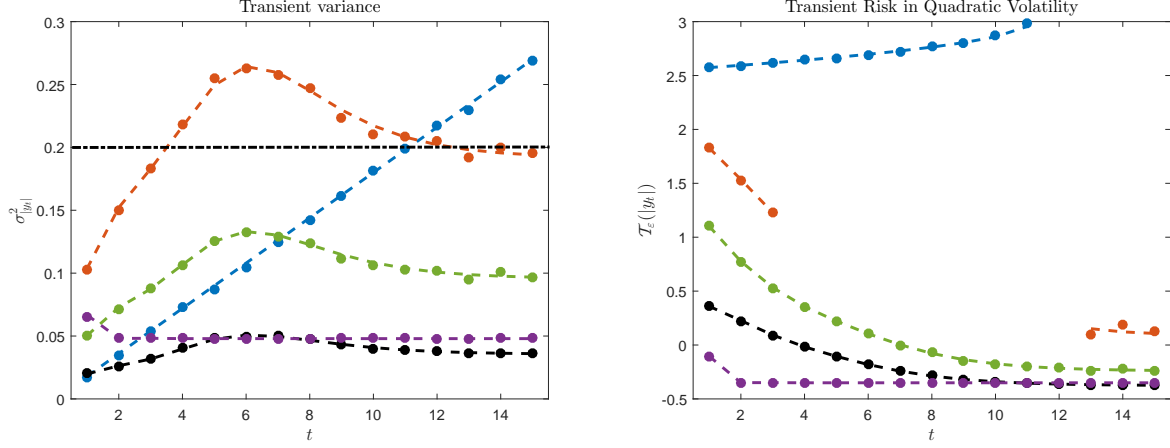 Transient variance
0.3
0.25
0.2
0.15
0.1
0.05
0
2 4 6 8 10 12 14
t
σ²|yt|
Transient Risk in Quadratic Volatility
3
2.5
2
1.5
1
0.5
0
-0.5
2 4 6 8 10 12 14
t
𝒯ε(|yt|)